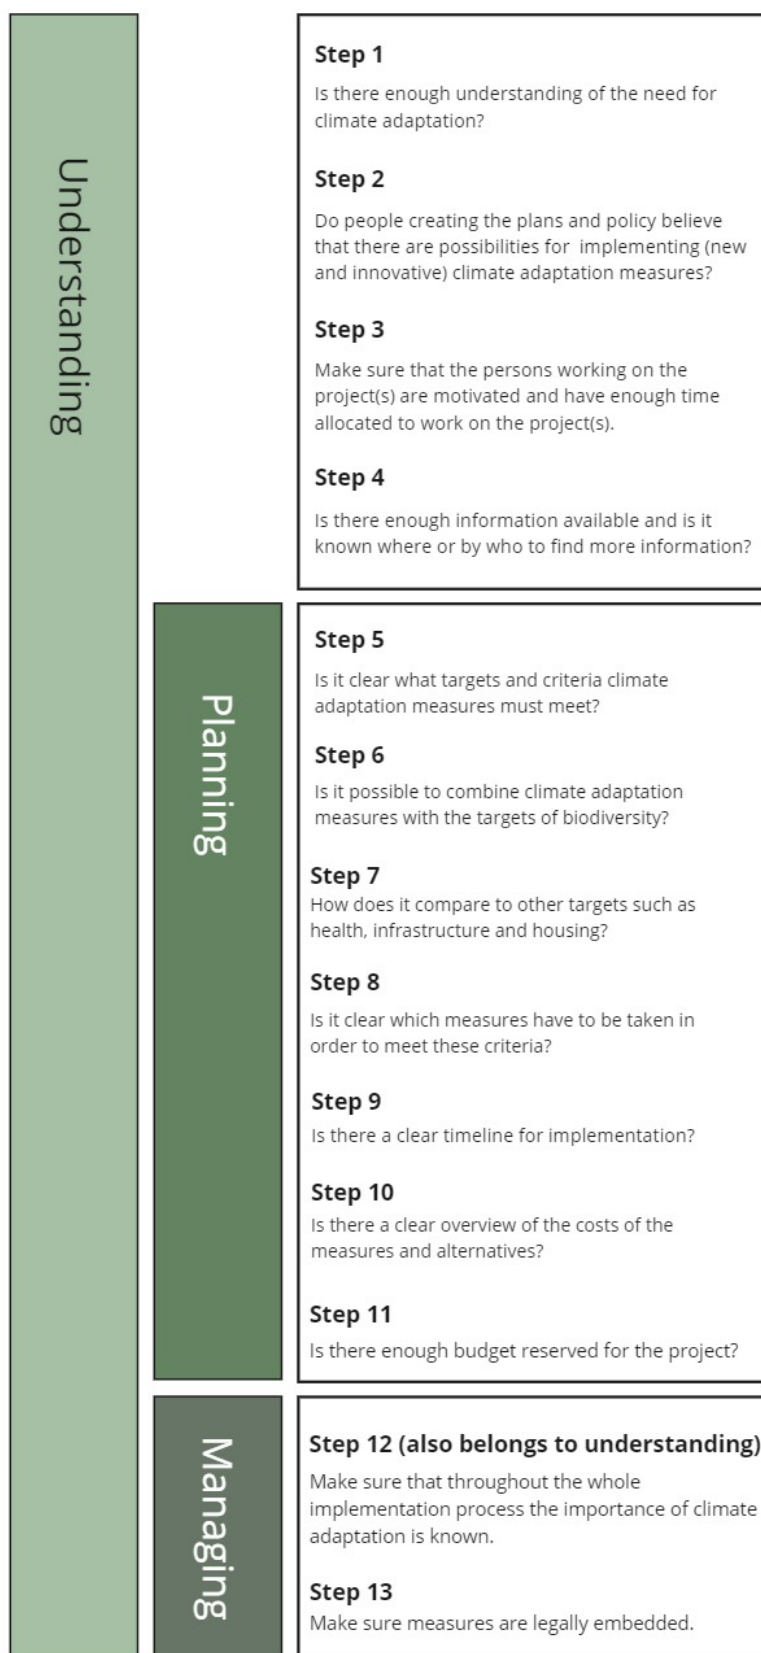 Understanding
Step 1
Is there enough understanding of the need for
climate adaptation?
Step 2
Do people creating the plans and policy believe
that there are possibilities for implementing (new
and innovative) climate adaptation measures?
Step 3
Make sure that the persons working on the
project(s) are motivated and have enough time
allocated to work on the project(s).
Step 4
Is there enough information available and is it
known where or by who to find more information?
Planning
Step 5
Is it clear what targets and criteria climate
adaptation measures must meet?
Step 6
Is it possible to combine climate adaptation
measures with the targets of biodiversity?
Step 7
How does it compare to other targets such as
health, infrastructure and housing?
Step 8
Is it clear which measures have to be taken in
order to meet these criteria?
Step 9
Is there a clear timeline for implementation?
Step 10
Is there a clear overview of the costs of the
measures and alternatives?
Step 11
Is there enough budget reserved for the project?
Managing
Step 12 (also belongs to understanding)
Make sure that throughout the whole
implementation process the importance of climate
adaptation is known.
Step 13
Make sure measures are legally embedded.